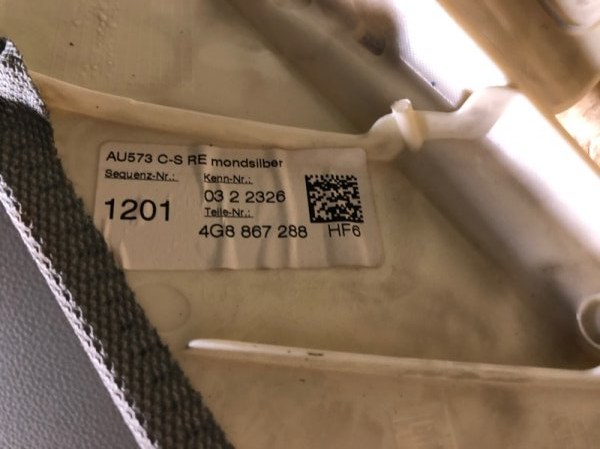 AU573 C-S RE mondsilber
Sequenz-Nr.: Kenn-Nr.:
1201 03 2 2326
Teile-Nr.:
4G8 867 288 HF6